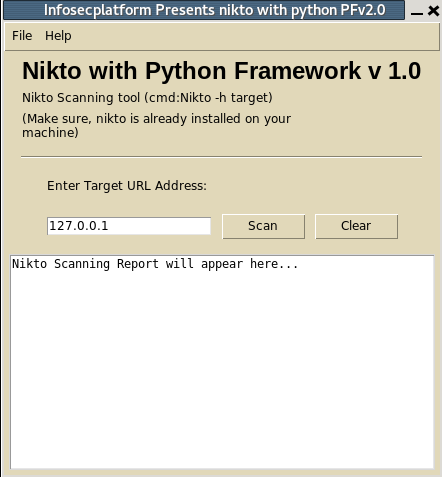 Infosecplatform Presents nikto with python PFv2.0
File Help
Nikto with Python Framework v 1.0
Nikto Scanning tool (cmd:Nikto -h target)
(Make sure, nikto is already installed on your
machine)
Enter Target URL Address:
127.0.0.1 Scan Clear
Nikto Scanning Report will appear here...